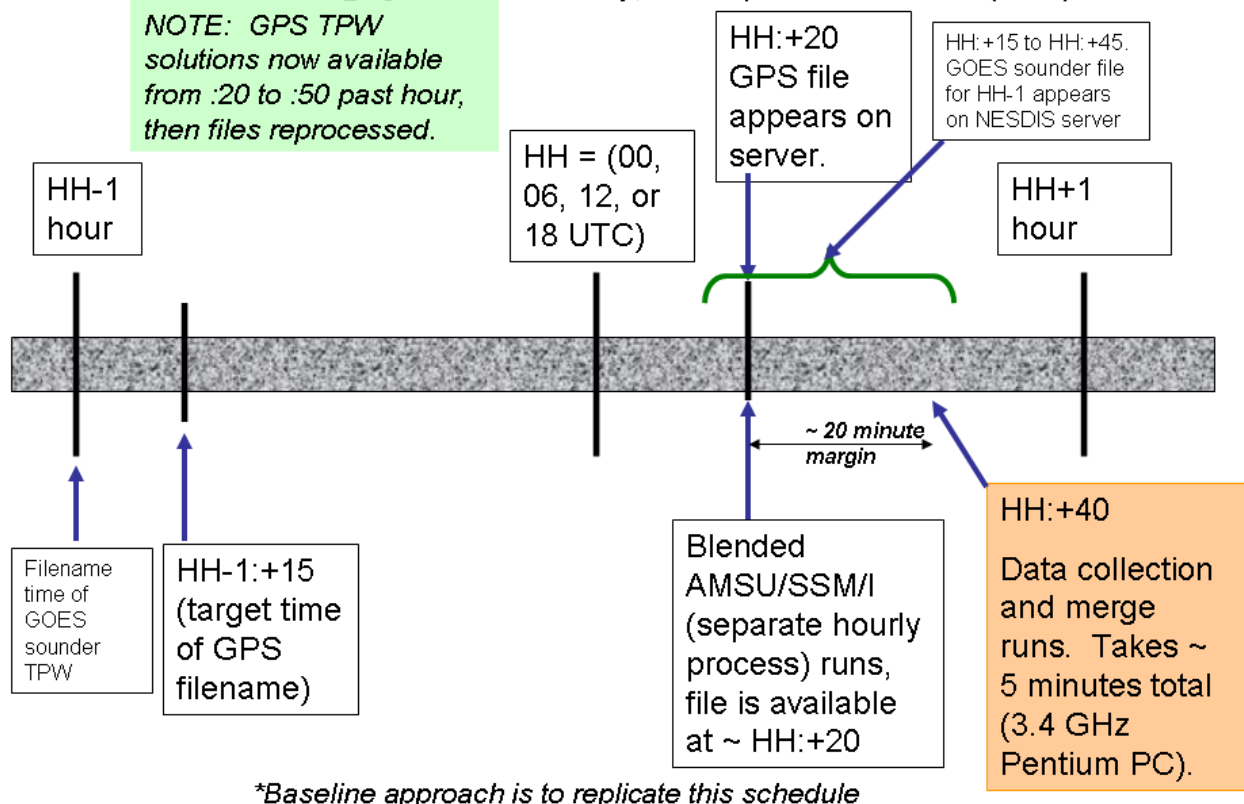 NOTE: GPS TPW
solutions now available
from :20 to :50 past hour,
then files reprocessed.
HH:+20
GPS file
appears on
server.
HH:+15 to HH:+45.
GOES sounder file
for HH-1 appears
on NESDIS server
HH-1
hour
HH = (00,
06, 12, or
18 UTC)
HH+1
hour
~ 20 minute
margin
Filename
time of
GOES
sounder
TPW
HH-1:+15
(target time
of GPS
filename)
Blended
AMSU/SSM/I
(separate hourly
process) runs,
file is available
at ~ HH:+20
HH:+40
Data collection
and merge
runs. Takes ~
5 minutes total
(3.4 GHz
Pentium PC).
*Baseline approach is to replicate this schedule